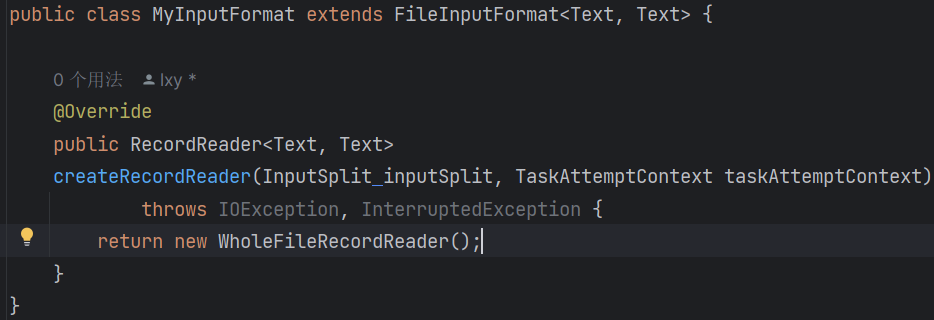 public class MyInputFormat extends FileInputFormat<Text, Text> {
0 个用法 lxy *
@Override
public RecordReader<Text, Text>
createRecordReader(InputSplit_inputSplit, TaskAttemptContext taskAttemptContext)
throws IOException, InterruptedException {
return new WholeFileRecordReader();
}
}